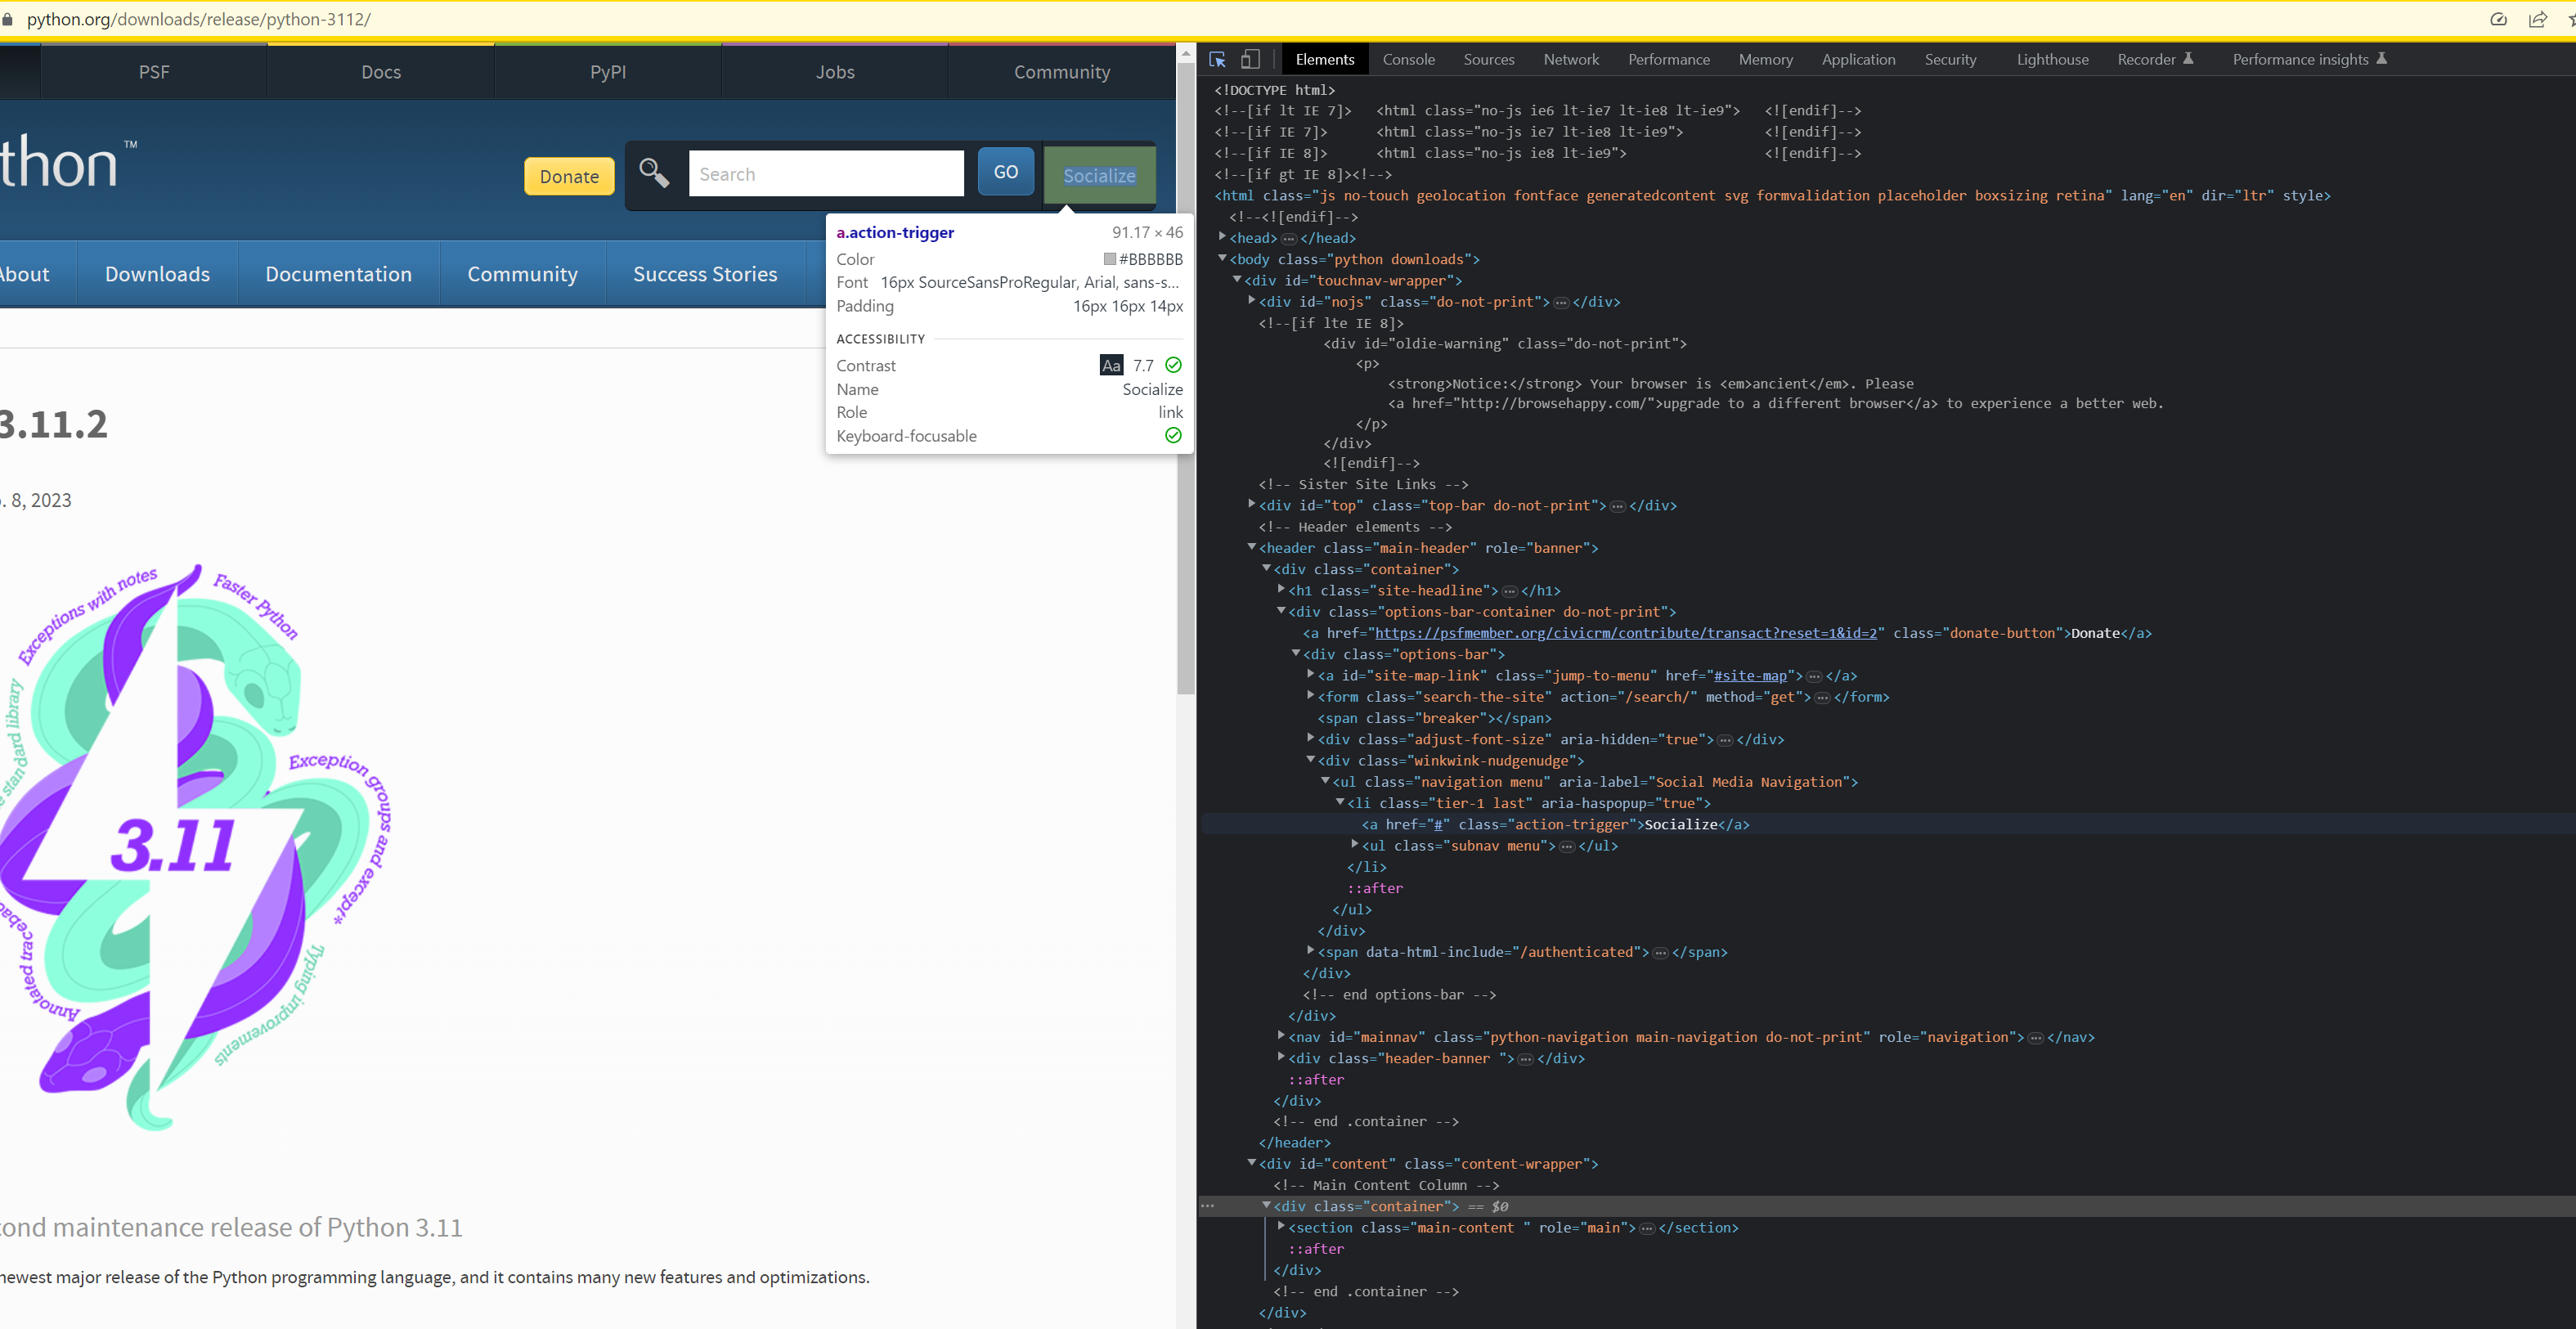 python.org/downloads/release/python-3112/
PSF
Docs
PyPI
Jobs
Community
thon™
Donate
Search
GO
Socialize
About
Downloads
Documentation
Community
Success Stories
a.action-trigger 91.17 × 46
Color #BBBBBB
Font 16px SourceSansProRegular, Arial, sans-s...
Padding 16px 16px 14px
ACCESSIBILITY
Contrast Aa 7.7
Name Socialize
Role link
Keyboard-focusable
3.11.2
. 8, 2023
Exceptions with notes
Faster Python
standard library
Exception groups and except*
3.11
Typing improvements
Annotated tracebac
ond maintenance release of Python 3.11
newest major release of the Python programming language, and it contains many new features and optimizations.
Elements
Console
Sources
Network
Performance
Memory
Application
Security
Lighthouse
Recorder
Performance insights
<!DOCTYPE html>
<!--[if lt IE 7]> <html class="no-js ie6 lt-ie7 lt-ie8 lt-ie9"> <![endif]-->
<!--[if IE 7]> <html class="no-js ie7 lt-ie8 lt-ie9"> <![endif]-->
<!--[if IE 8]> <html class="no-js ie8 lt-ie9"> <![endif]-->
<!--[if gt IE 8]><!-->
<html class="js no-touch geolocation fontface generatedcontent svg formvalidation placeholder boxsizing retina" lang="en" dir="ltr" style>
<!--<![endif]-->
<head>…</head>
<body class="python downloads">
<div id="touchnav-wrapper">
<div id="nojs" class="do-not-print">…</div>
<!--[if lte IE 8]>
<div id="oldie-warning" class="do-not-print">
<p>
<strong>Notice:</strong> Your browser is <em>ancient</em>. Please
<a href="http://browsehappy.com/">upgrade to a different browser</a> to experience a better web.
</p>
</div>
<![endif]-->
<!-- Sister Site Links -->
<div id="top" class="top-bar do-not-print">…</div>
<!-- Header elements -->
<header class="main-header" role="banner">
<div class="container">
<h1 class="site-headline">…</h1>
<div class="options-bar-container do-not-print">
<a href="https://psfmember.org/civicrm/contribute/transact?reset=1&id=2" class="donate-button">Donate</a>
<div class="options-bar">
<a id="site-map-link" class="jump-to-menu" href="#site-map">…</a>
<form class="search-the-site" action="/search/" method="get">…</form>
<span class="breaker"></span>
<div class="adjust-font-size" aria-hidden="true">…</div>
<div class="winkwink-nudgenudge">
<ul class="navigation menu" aria-label="Social Media Navigation">
<li class="tier-1 last" aria-haspopup="true">
<a href="#" class="action-trigger">Socialize</a>
<ul class="subnav menu">…</ul>
</li>
::after
</ul>
</div>
<span data-html-include="/authenticated">…</span>
</div>
<!-- end options-bar -->
</div>
<nav id="mainnav" class="python-navigation main-navigation do-not-print" role="navigation">…</nav>
<div class="header-banner ">…</div>
::after
</div>
<!-- end .container -->
</header>
<div id="content" class="content-wrapper">
<!-- Main Content Column -->
<div class="container"> == $0
<section class="main-content " role="main">…</section>
::after
</div>
<!-- end .container -->
</div>